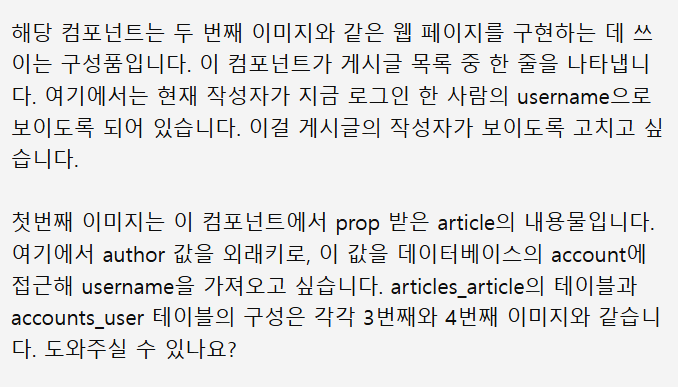 해당 컴포넌트는 두 번째 이미지와 같은 웹 페이지를 구현하는 데 쓰
이는 구성품입니다. 이 컴포넌트가 게시글 목록 중 한 줄을 나타냅니
다. 여기에서는 현재 작성자가 지금 로그인 한 사람의 username으로
보이도록 되어 있습니다. 이걸 게시글의 작성자가 보이도록 고치고 싶
습니다.
첫번째 이미지는 이 컴포넌트에서 prop 받은 article의 내용물입니다.
여기에서 author 값을 외래키로, 이 값을 데이터베이스의 account에
접근해 username을 가져오고 싶습니다. articles_article의 테이블과
accounts_user 테이블의 구성은 각각 3번째와 4번째 이미지와 같습니
다. 도와주실 수 있나요?